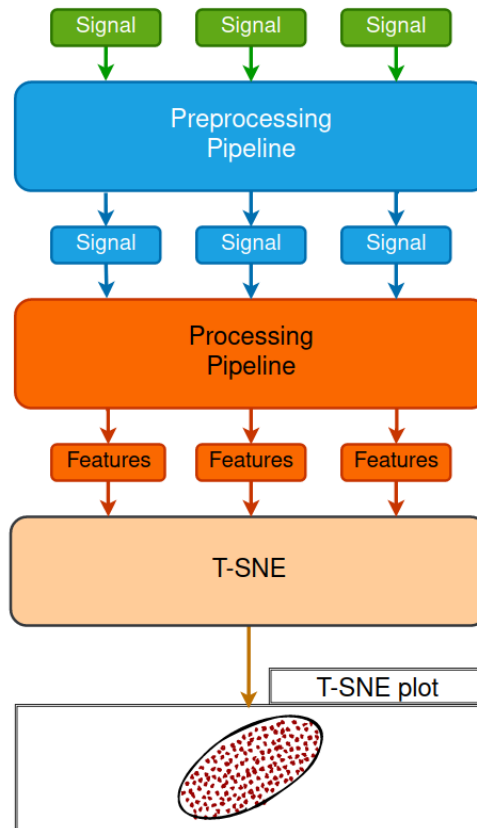 Signal Signal Signal
Preprocessing
Pipeline
Signal Signal Signal
Processing
Pipeline
Features Features Features
T-SNE
T-SNE plot